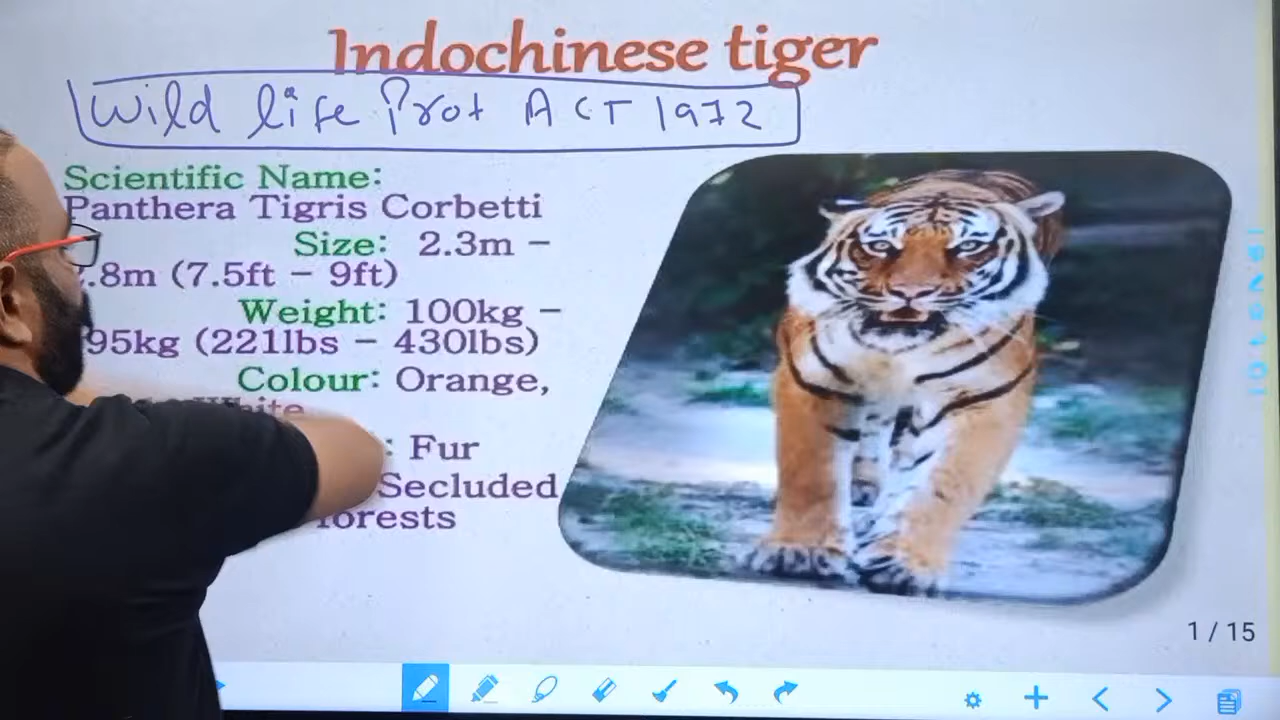 Indochinese tiger
Wild life Prot ACT 1972
Scientific Name:
Panthera Tigris Corbetti
Size: 2.3m –
.8m (7.5ft – 9ft)
Weight: 100kg –
95kg (221lbs – 430lbs)
Colour: Orange,
White
: Fur
Secluded
forests
1 / 15